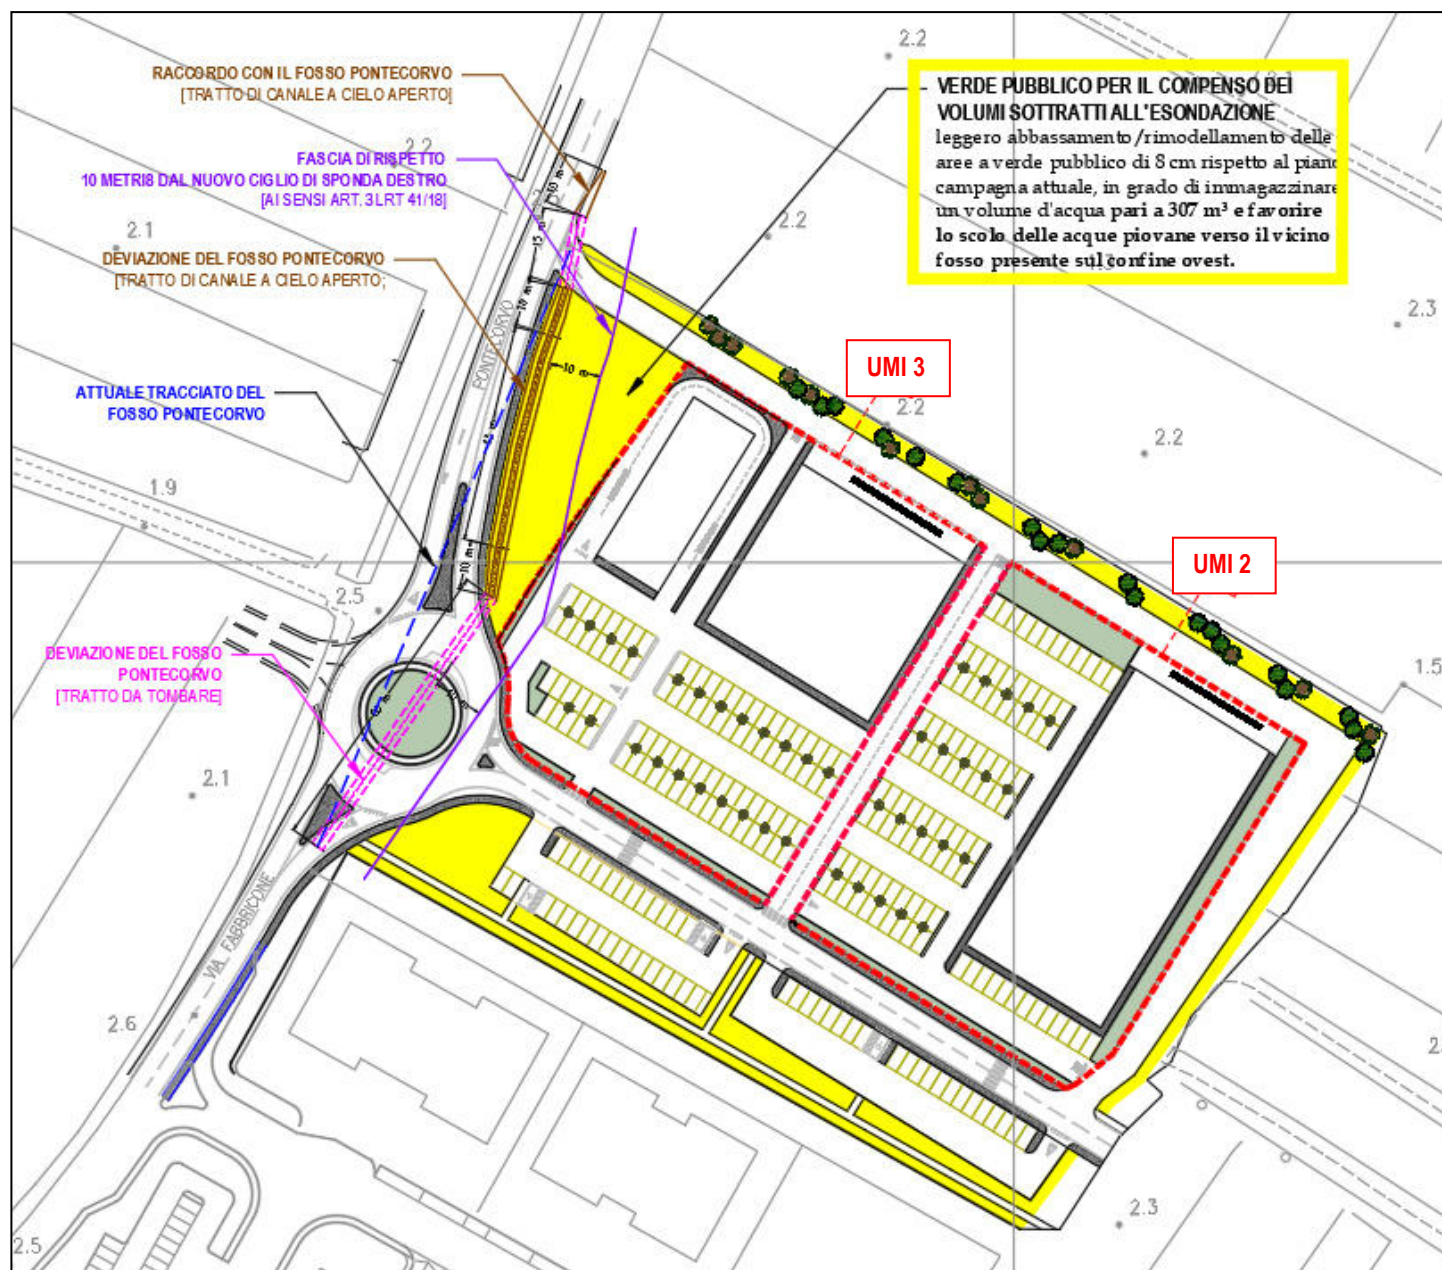 2.2
RACCORDO CON IL FOSSO PONTECORVO
[TRATTO DI CANALE A CIELO APERTO]
VERDE PUBBLICO PER IL COMPENSO DEI
VOLUMI SOTTRATTI ALL'ESONDAZIONE
leggero abbassamento/rimodellamento delle
aree a verde pubblico di 8 cm rispetto al piano
campagna attuale, in grado di immagazzinare
un volume d'acqua pari a 307 m³ e favorire
lo scolo delle acque piovane verso il vicino
fosso presente sul confine ovest.
2.2
FASCIA DI RISPETTO
10 METRI8 DAL NUOVO CIGLIO DI SPONDA DESTRO
[AI SENSI ART. 3 LRT 41/18]
10 m
15 m
2.2
2.1
DEVIAZIONE DEL FOSSO PONTECORVO
[TRATTO DI CANALE A CIELO APERTO;
10 m
2.3
PONTECORVO
10 m
UMI 3
ATTUALE TRACCIATO DEL
FOSSO PONTECORVO
2.2
2.2
1.9
10 m
UMI 2
2.5
DEVIAZIONE DEL FOSSO
PONTECORVO
[TRATTO DA TOMBARE]
1.5
2.1
VIA FABBRICONE
2.6
2.3
2.5